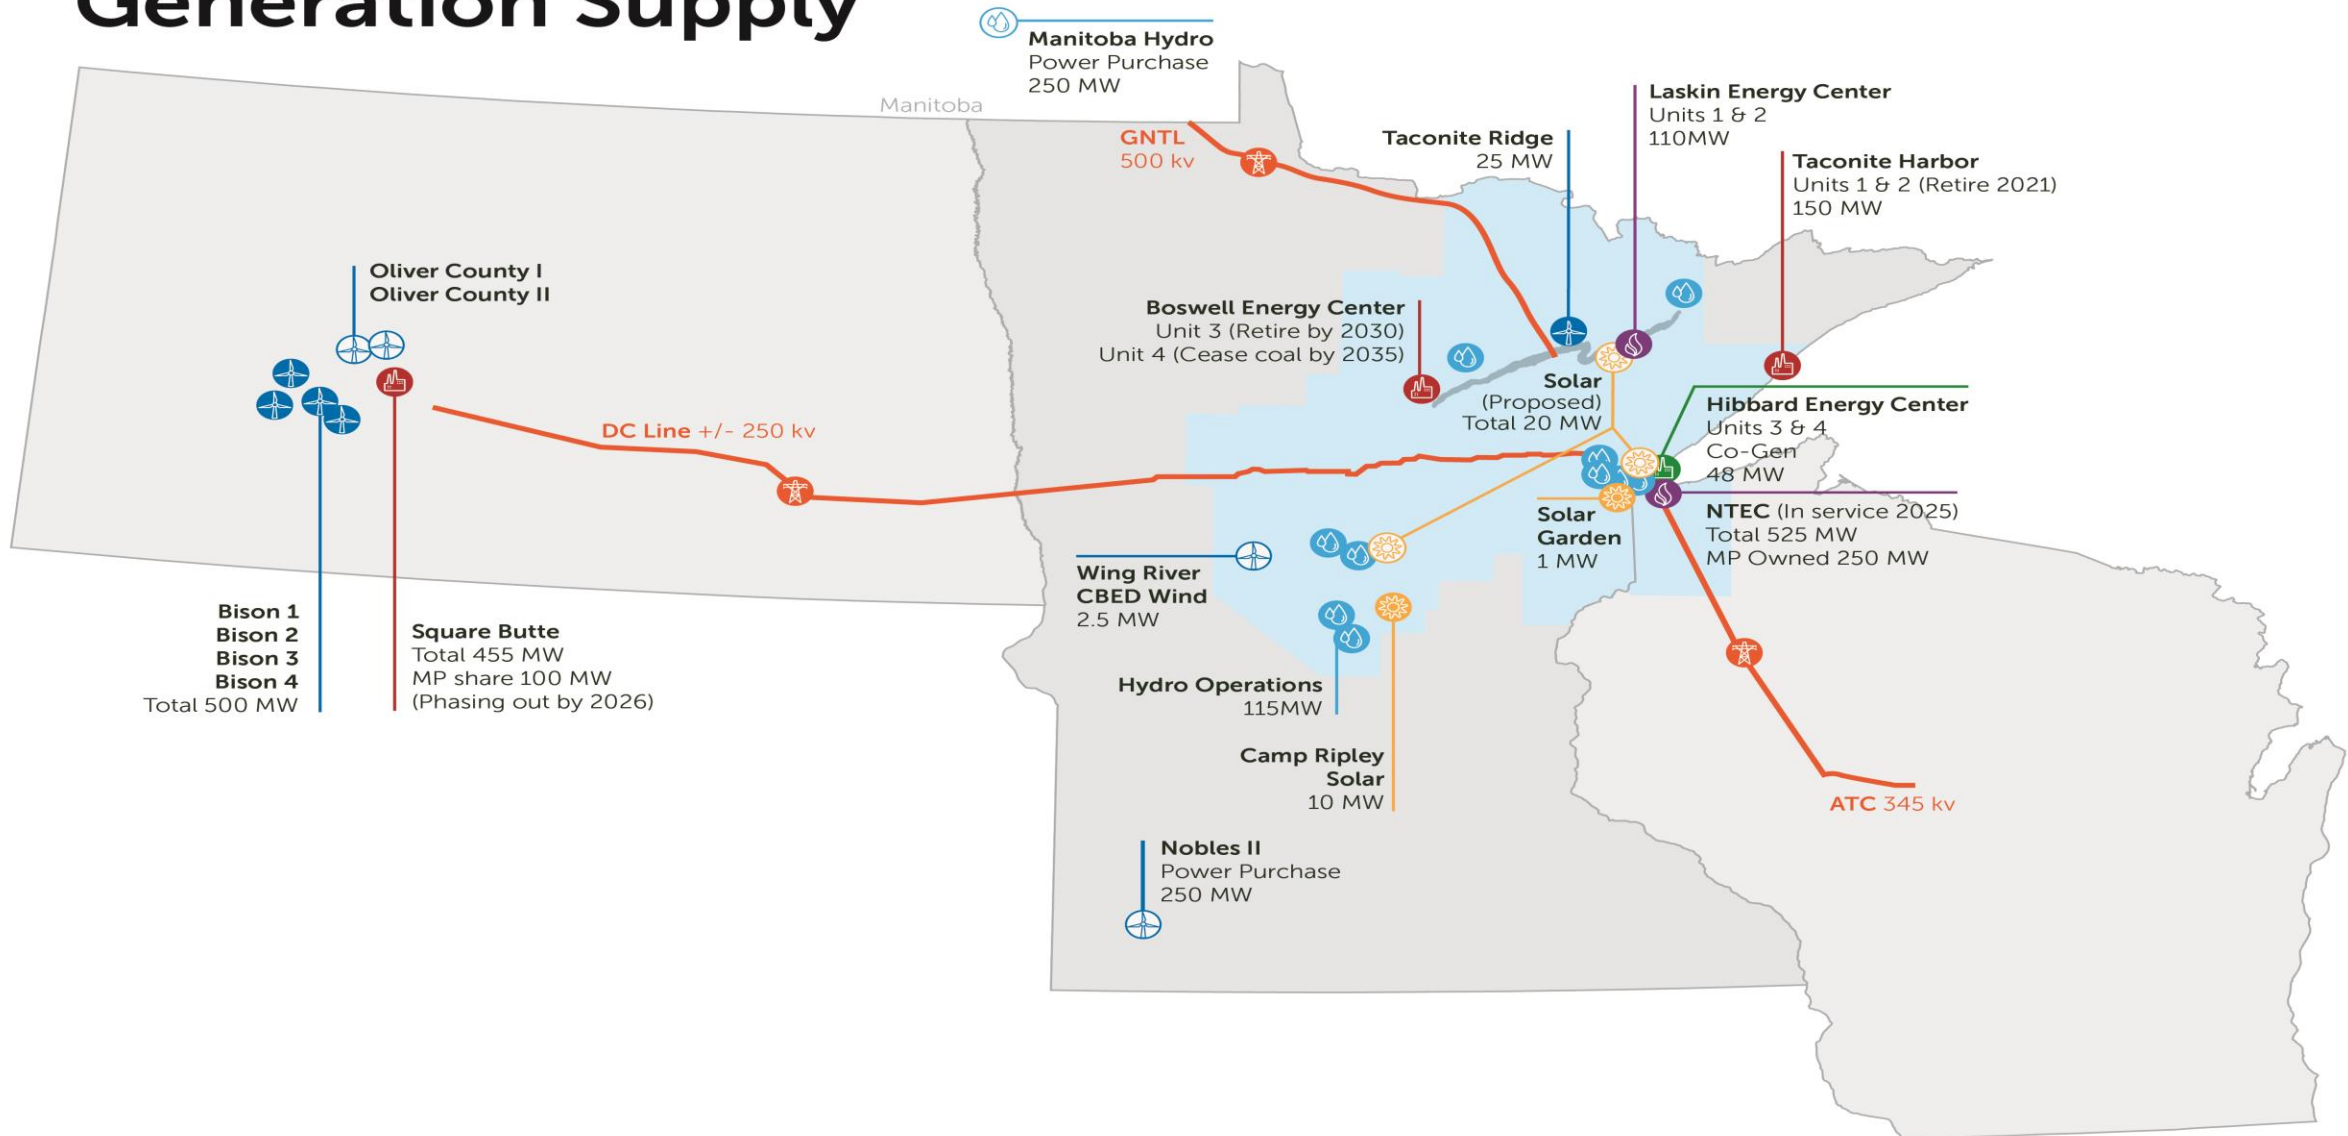 Generation Supply
Manitoba Hydro
Power Purchase
250 MW
Manitoba
GNTL
500 kv
Taconite Ridge
25 MW
Laskin Energy Center
Units 1 & 2
110MW
Taconite Harbor
Units 1 & 2 (Retire 2021)
150 MW
Oliver County I
Oliver County II
Boswell Energy Center
Unit 3 (Retire by 2030)
Unit 4 (Cease coal by 2035)
Solar
(Proposed)
Total 20 MW
Hibbard Energy Center
Units 3 & 4
Co-Gen
48 MW
DC Line +/- 250 kv
Solar
Garden
1 MW
NTEC (In service 2025)
Total 525 MW
MP Owned 250 MW
Wing River
CBED Wind
2.5 MW
Bison 1
Bison 2
Bison 3
Bison 4
Total 500 MW
Square Butte
Total 455 MW
MP share 100 MW
(Phasing out by 2026)
Hydro Operations
115MW
Camp Ripley
Solar
10 MW
ATC 345 kv
Nobles II
Power Purchase
250 MW